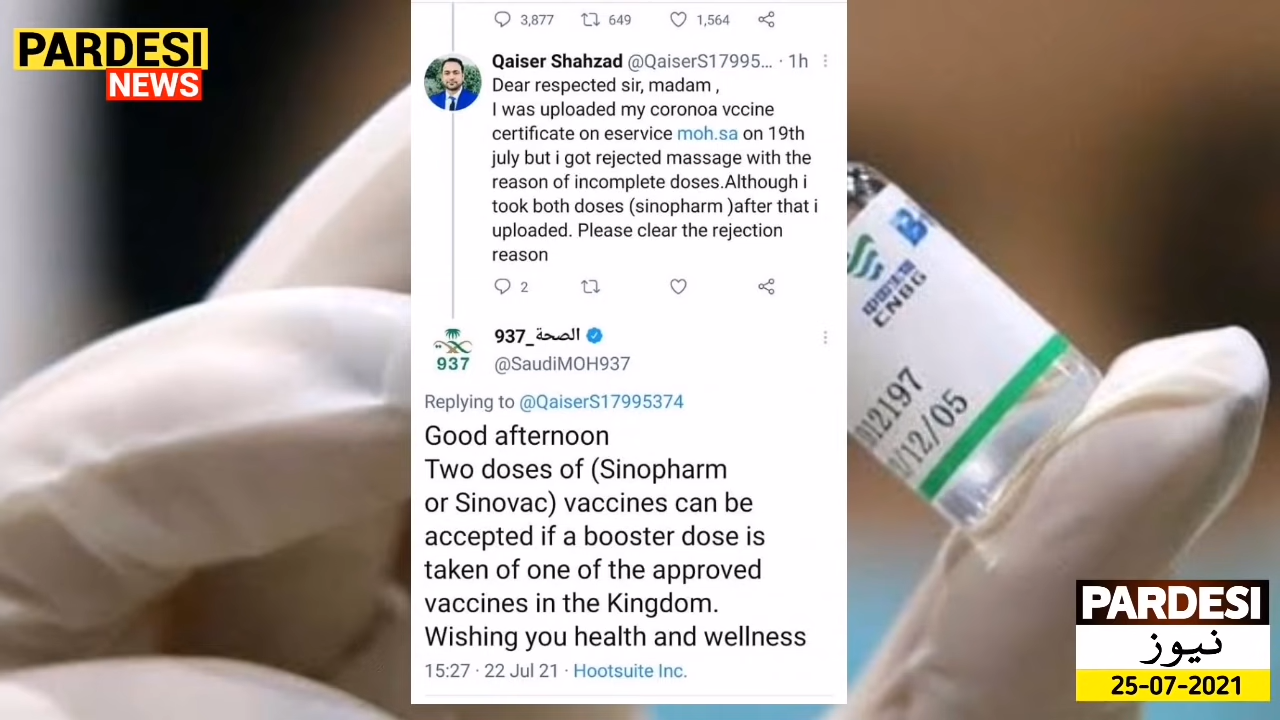 PARDESI
NEWS
3,877 649 1,564
Qaiser Shahzad @QaiserS17995... · 1h
Dear respected sir, madam ,
I was uploaded my coronoa vccine
certificate on eservice moh.sa on 19th
july but i got rejected massage with the
reason of incomplete doses.Although i
took both doses (sinopharm )after that i
uploaded. Please clear the rejection
reason
2
937_الصحة
@SaudiMOH937
937
Replying to @QaiserS17995374
Good afternoon
Two doses of (Sinopharm
or Sinovac) vaccines can be
accepted if a booster dose is
taken of one of the approved
vaccines in the Kingdom.
Wishing you health and wellness
15:27 · 22 Jul 21 · Hootsuite Inc.
CNBG
012197
/12/05
PARDESI
نیوز
25-07-2021